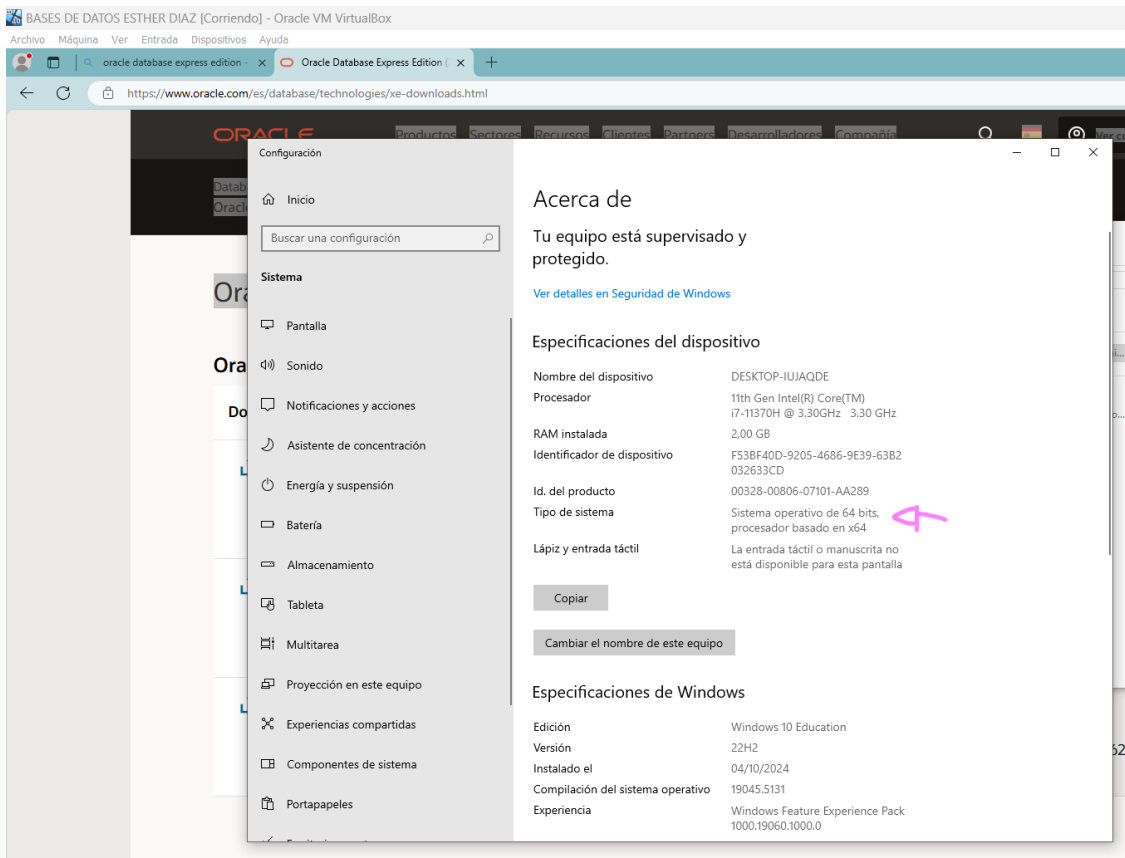 BASES DE DATOS ESTHER DIAZ [Corriendo] - Oracle VM VirtualBox
Archivo Máquina Ver Entrada Dispositivos Ayuda
oracle database express edition -
Oracle Database Express Edition (
https://www.oracle.com/es/database/technologies/xe-downloads.html
ORACLE Productos Sectores Recursos Clientes Partners Desarrolladores Compañía Ver cu
Datab
Oracle
Ora
Ora
Do
Configuración
Inicio
Buscar una configuración
Sistema
Pantalla
Sonido
Notificaciones y acciones
Asistente de concentración
Energía y suspensión
Batería
Almacenamiento
Tableta
Multitarea
Proyección en este equipo
Experiencias compartidas
Componentes de sistema
Portapapeles
Acerca de
Tu equipo está supervisado y
protegido.
Ver detalles en Seguridad de Windows
Especificaciones del dispositivo
Nombre del dispositivo DESKTOP-IUJAQDE
Procesador 11th Gen Intel(R) Core(TM)
i7-11370H @ 3.30GHz 3.30 GHz
RAM instalada 2,00 GB
Identificador de dispositivo F53BF40D-9205-4686-9E39-63B2
032633CD
Id. del producto 00328-00806-07101-AA289
Tipo de sistema Sistema operativo de 64 bits,
procesador basado en x64
Lápiz y entrada táctil La entrada táctil o manuscrita no
está disponible para esta pantalla
Copiar
Cambiar el nombre de este equipo
Especificaciones de Windows
Edición Windows 10 Education
Versión 22H2
Instalado el 04/10/2024
Compilación del sistema operativo 19045.5131
Experiencia Windows Feature Experience Pack
1000.19060.1000.0
62